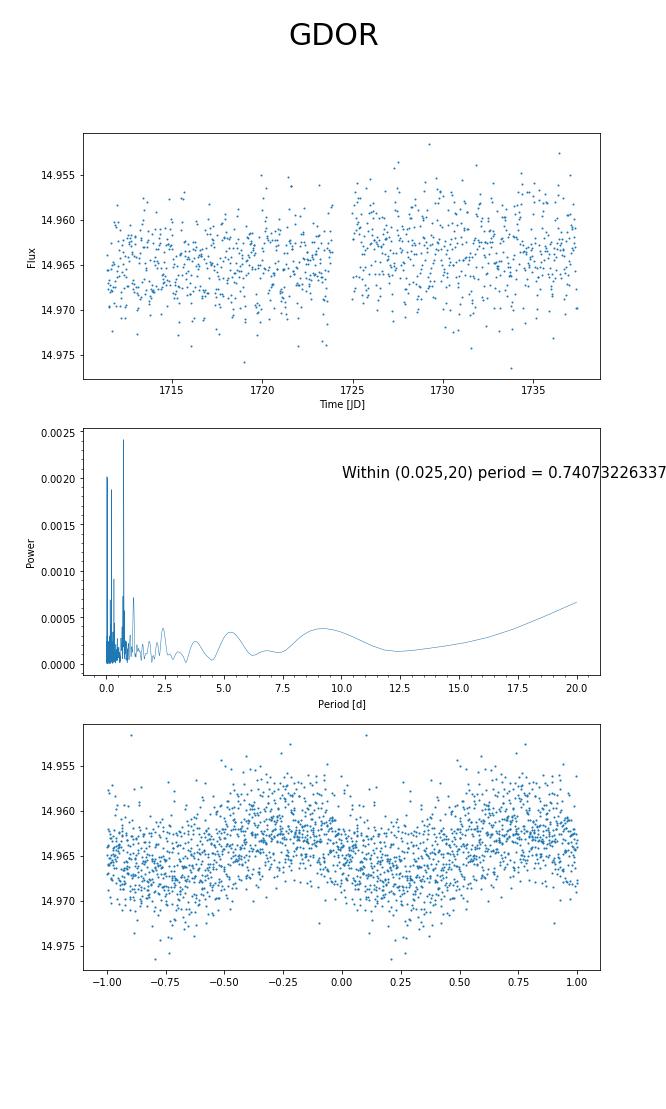 GDOR
14.955
14.960
14.965
14.970
14.975
Flux
1715 1720 1725 1730 1735
Time [JD]
0.0025
0.0020
0.0015
0.0010
0.0005
0.0000
Power
Within (0.025,20) period = 0.74073226337
0.0 2.5 5.0 7.5 10.0 12.5 15.0 17.5 20.0
Period [d]
14.955
14.960
14.965
14.970
14.975
−1.00 −0.75 −0.50 −0.25 0.00 0.25 0.50 0.75 1.00